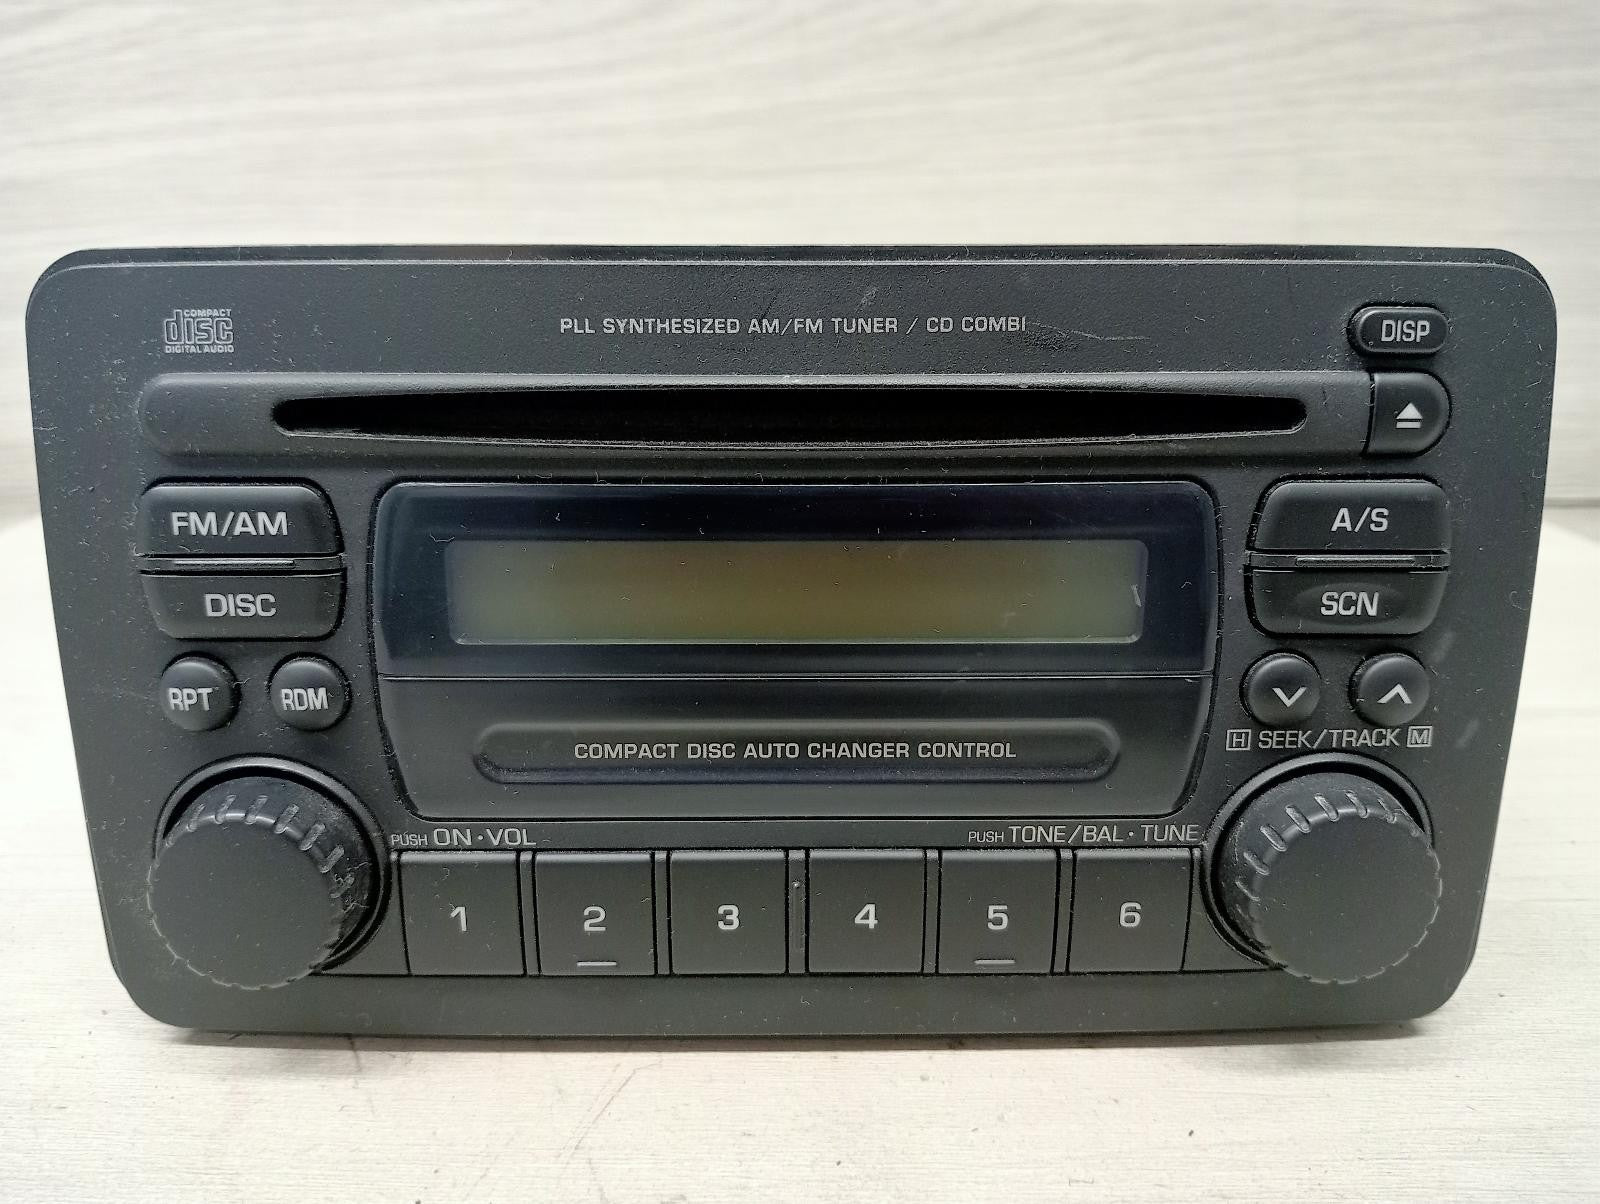 COMPACT
disc
DIGITAL AUDIO
PLL SYNTHESIZED AM/FM TUNER / CD COMBI
DISP
FM/AM
A/S
DISC
SCN
RPT
RDM
H SEEK/TRACK M
COMPACT DISC AUTO CHANGER CONTROL
PUSH ON·VOL
PUSH TONE/BAL·TUNE
1
2
3
4
5
6